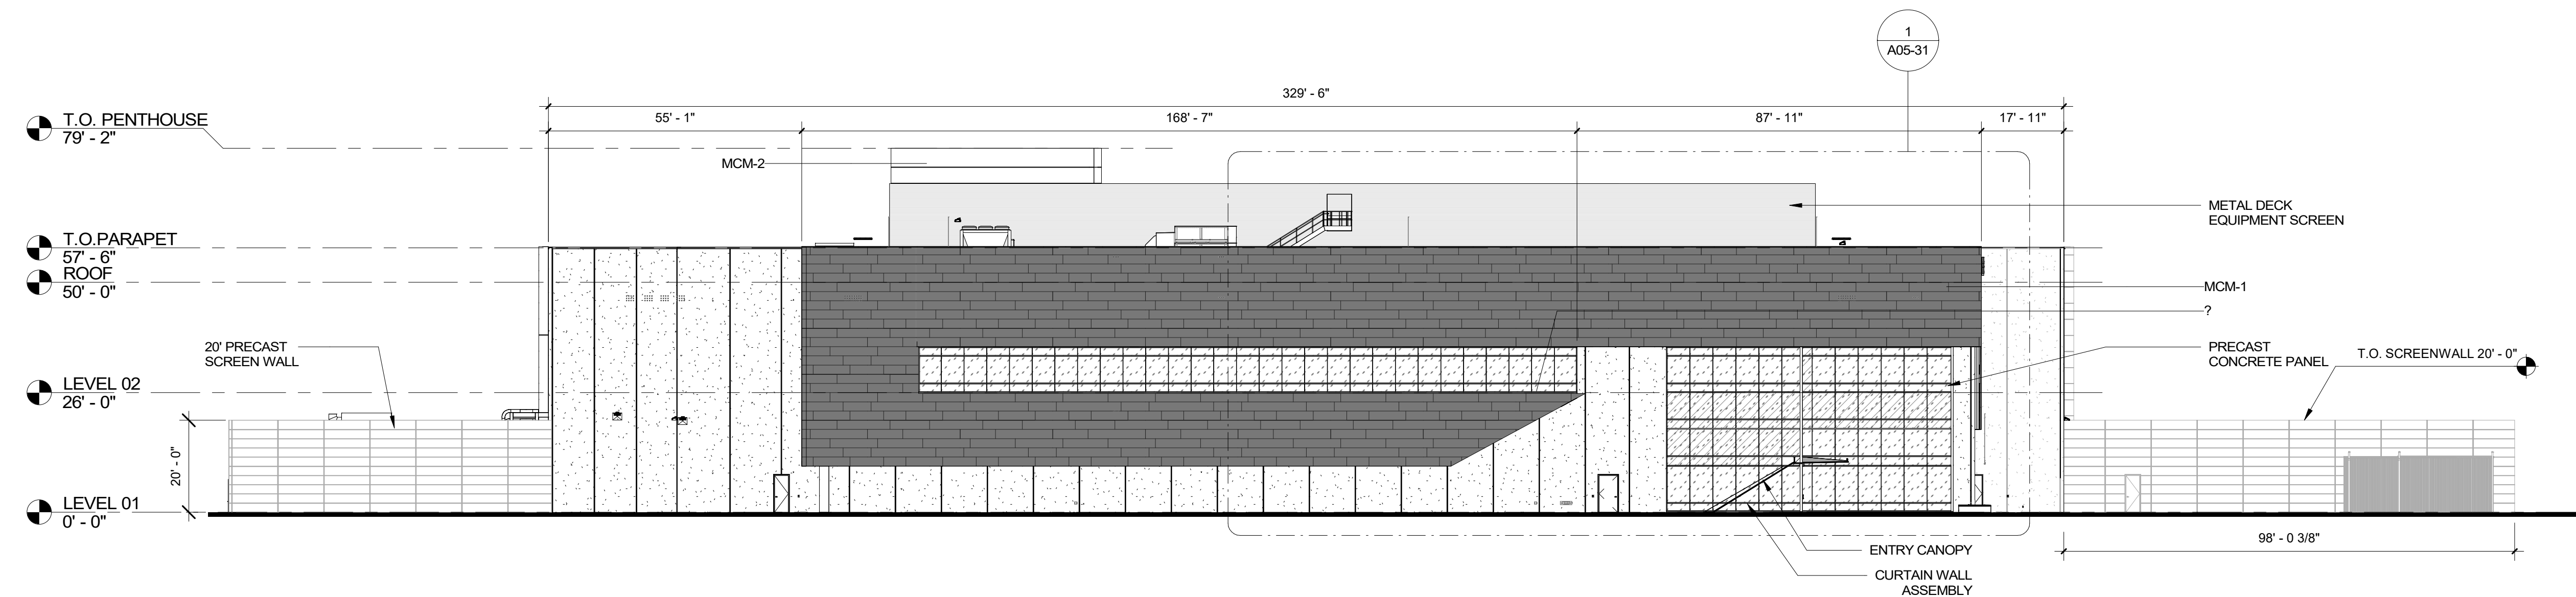 1
A05-31
329' - 6"
55' - 1"
168' - 7"
87' - 11"
17' - 11"
T.O. PENTHOUSE
79' - 2"
MCM-2
METAL DECK
EQUIPMENT SCREEN
T.O.PARAPET
57' - 6"
ROOF
50' - 0"
MCM-1
?
20' PRECAST
SCREEN WALL
PRECAST
CONCRETE PANEL
T.O. SCREENWALL 20' - 0"
LEVEL 02
26' - 0"
20' - 0"
LEVEL 01
0' - 0"
98' - 0 3/8"
ENTRY CANOPY
CURTAIN WALL
ASSEMBLY